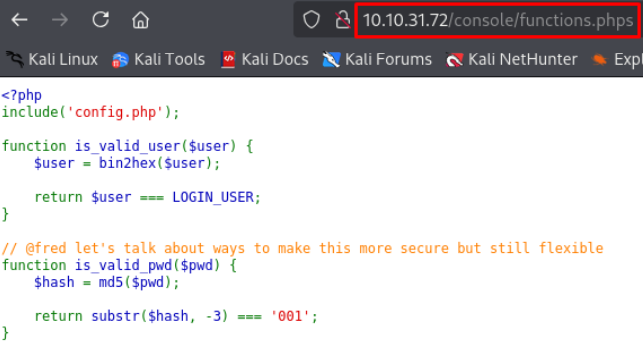 10.10.31.72/console/functions.phps
Kali Linux Kali Tools Kali Docs Kali Forums Kali NetHunter Expl
<?php
include('config.php');
function is_valid_user($user) {
    $user = bin2hex($user);
    return $user === LOGIN_USER;
}
// @fred let's talk about ways to make this more secure but still flexible
function is_valid_pwd($pwd) {
    $hash = md5($pwd);
    return substr($hash, -3) === '001';
}